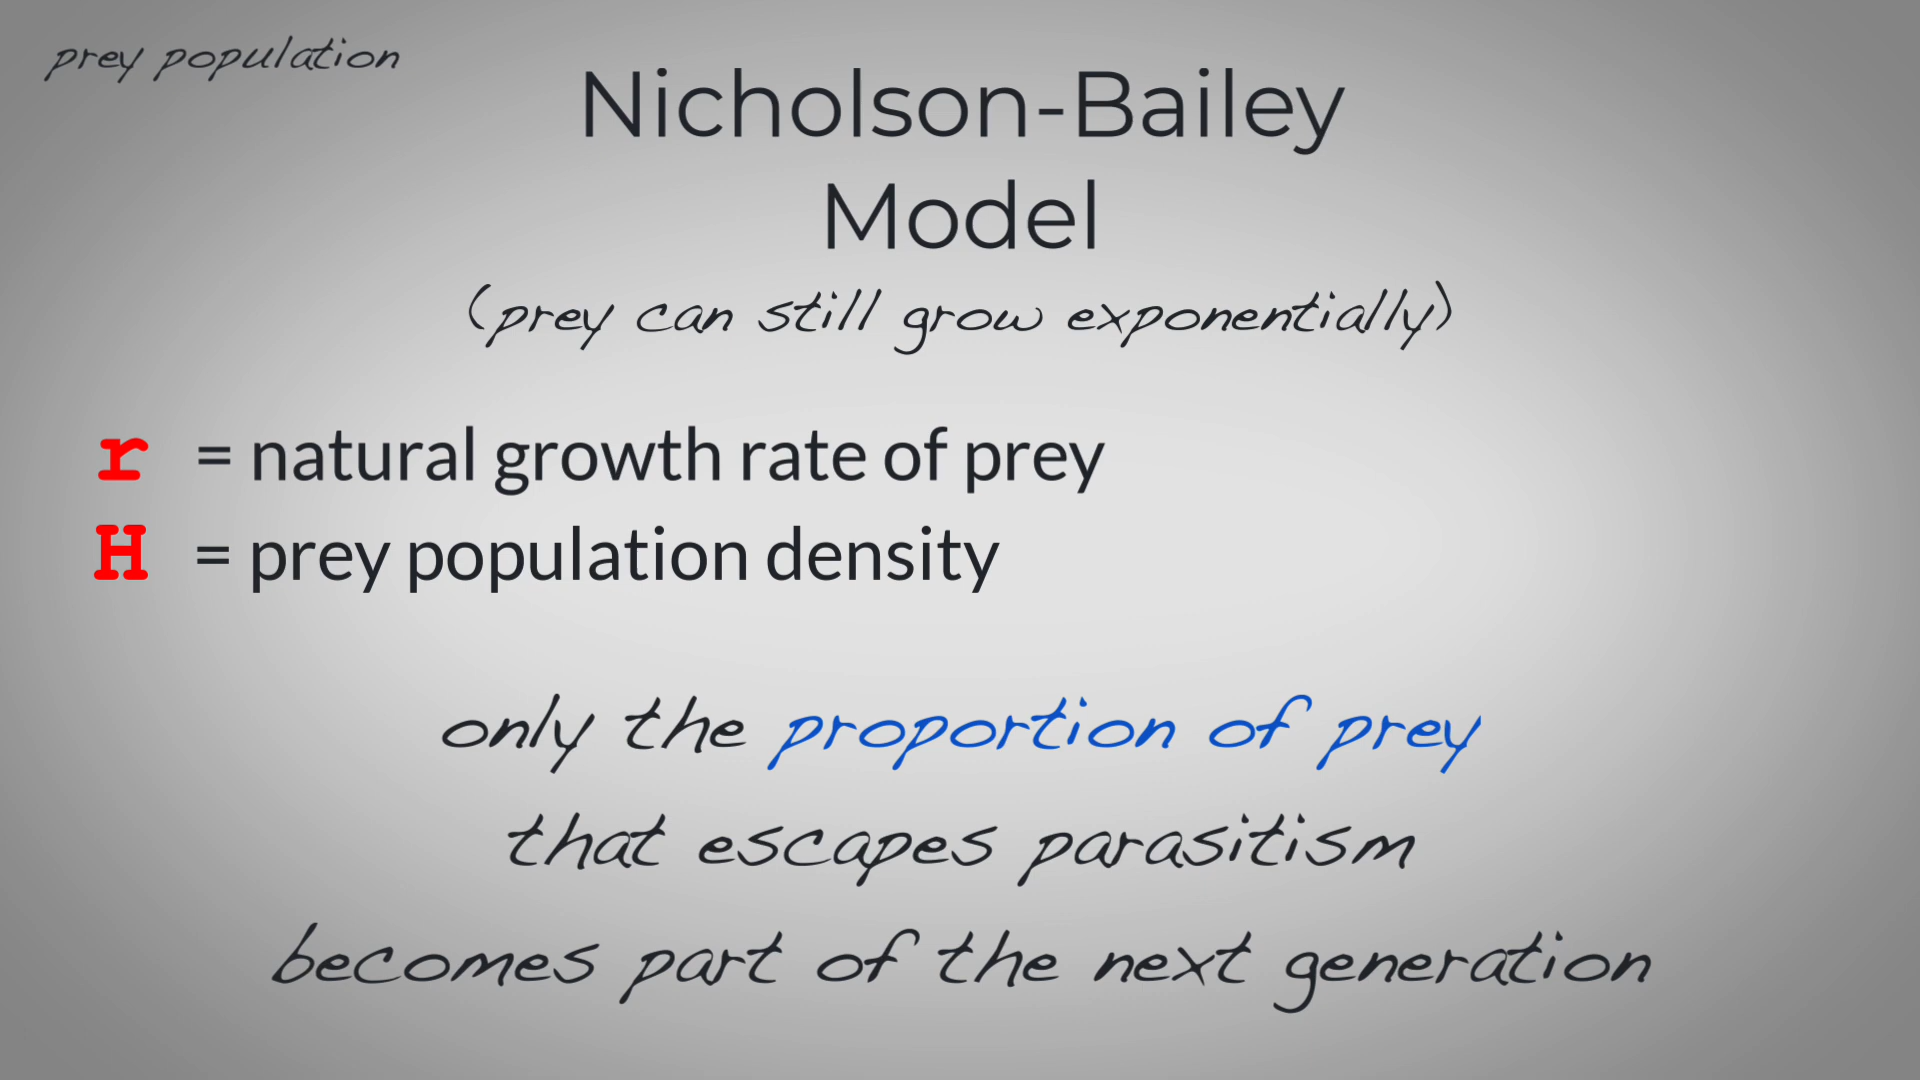 prey population
Nicholson-Bailey
Model
(prey can still grow exponentially)
r = natural growth rate of prey
H = prey population density
only the proportion of prey
that escapes parasitism
becomes part of the next generation